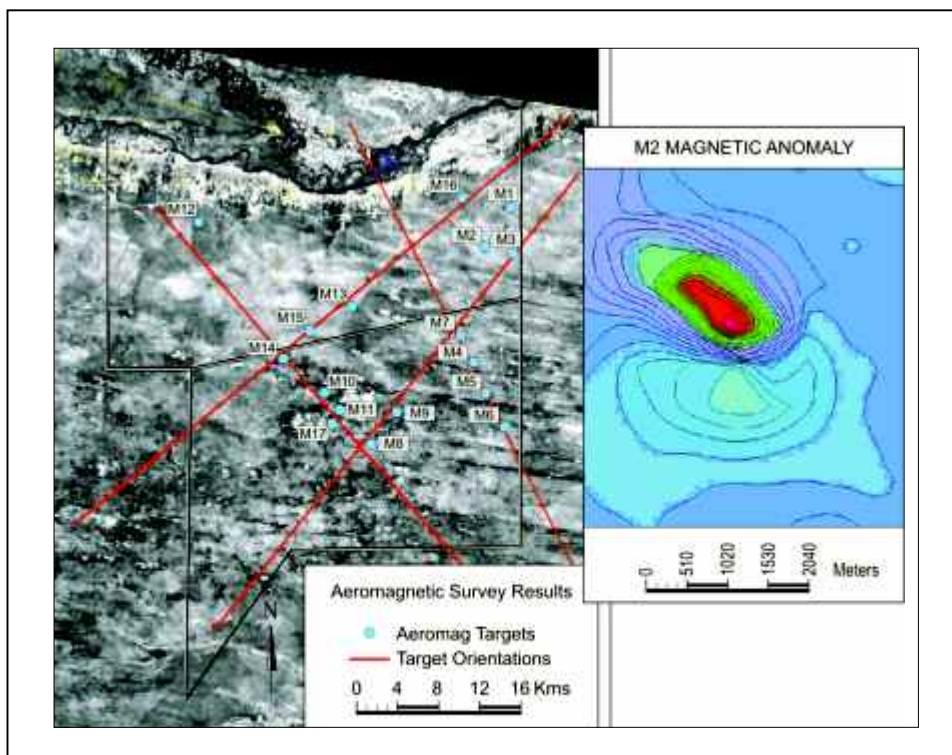 M16
M1
M12
M2
M3
M13
M15
M7
M14
M4
M10
M5
M11
M9
M6
M17
M8
N
Aeromagnetic Survey Results
Aeromag Targets
Target Orientations
0 4 8 12 16 Kms
M2 MAGNETIC ANOMALY
0 510 1020 1530 2040 Meters